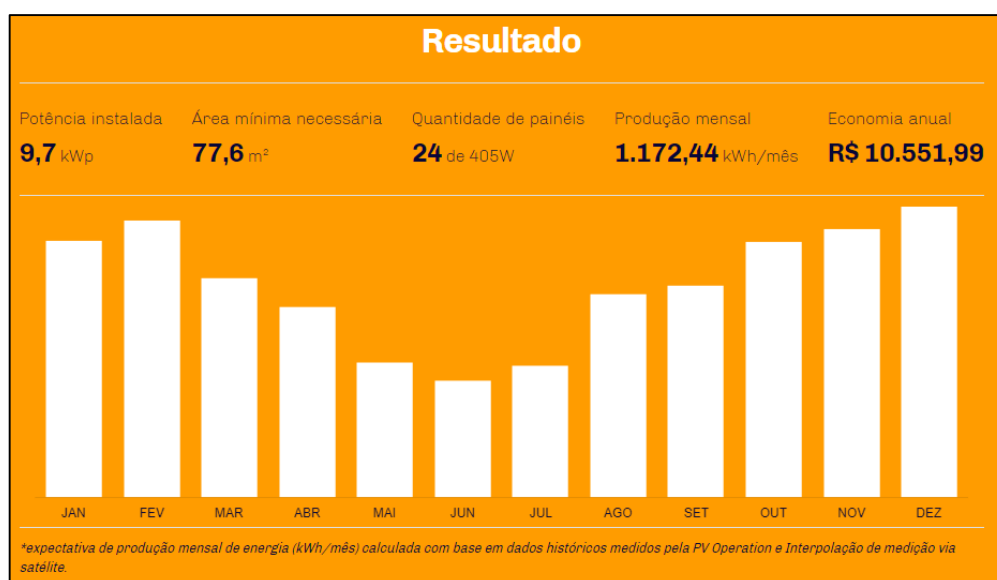 Resultado
Potência instalada
9,7 kWp
Área mínima necessária
77,6 m²
Quantidade de painéis
24 de 405W
Produção mensal
1.172,44 kWh/mês
Economia anual
R$ 10.551,99
JAN FEV MAR ABR MAI JUN JUL AGO SET OUT NOV DEZ
*expectativa de produção mensal de energia (kWh/mês) calculada com base em dados históricos medidos pela PV Operation e Interpolação de medição via
satélite.